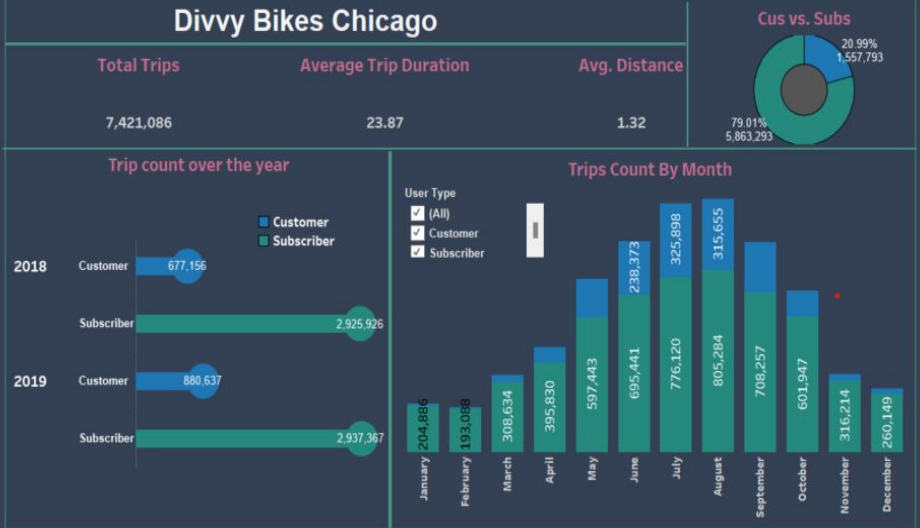 Divvy Bikes Chicago
Total Trips
Average Trip Duration
Avg. Distance
7,421,086
23.87
1.32
Cus vs. Subs
20.99%
1,557,793
79.01%
5,863,293
Trip count over the year
Customer
Subscriber
2018
Customer
677,156
Subscriber
2,925,926
2019
Customer
880,637
Subscriber
2,937,367
Trips Count By Month
User Type
(All)
Customer
Subscriber
204,886
193,088
308,634
395,830
597,443
238,373
695,441
325,898
776,120
315,655
805,284
708,257
601,947
316,214
260,149
January
February
March
April
May
June
July
August
September
October
November
December